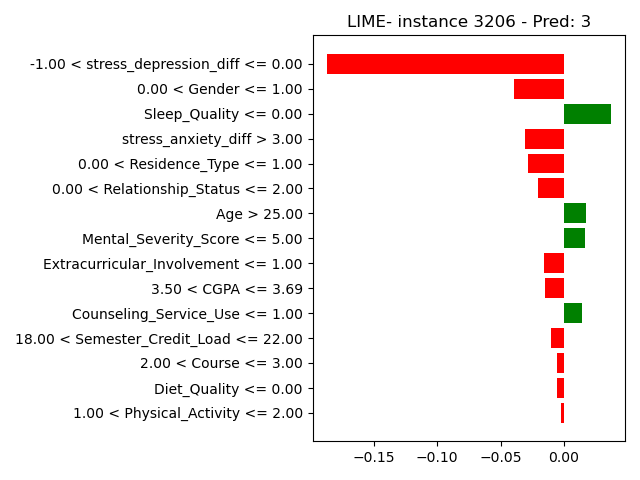 LIME- instance 3206 - Pred: 3
-1.00 < stress_depression_diff <= 0.00
0.00 < Gender <= 1.00
Sleep_Quality <= 0.00
stress_anxiety_diff > 3.00
0.00 < Residence_Type <= 1.00
0.00 < Relationship_Status <= 2.00
Age > 25.00
Mental_Severity_Score <= 5.00
Extracurricular_Involvement <= 1.00
3.50 < CGPA <= 3.69
Counseling_Service_Use <= 1.00
18.00 < Semester_Credit_Load <= 22.00
2.00 < Course <= 3.00
Diet_Quality <= 0.00
1.00 < Physical_Activity <= 2.00
−0.15 −0.10 −0.05 0.00